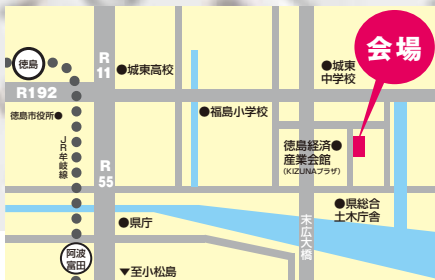 会場
徳島
R
11
●城東高校
●城東
中学校
R192
徳島市役所●
●福島小学校
JR牟岐線
徳島経済●
産業会館
(KIZUNAプラザ)
R
55
●県総合
土木庁舎
●県庁
末広大橋
阿波
富田
▼至小松島